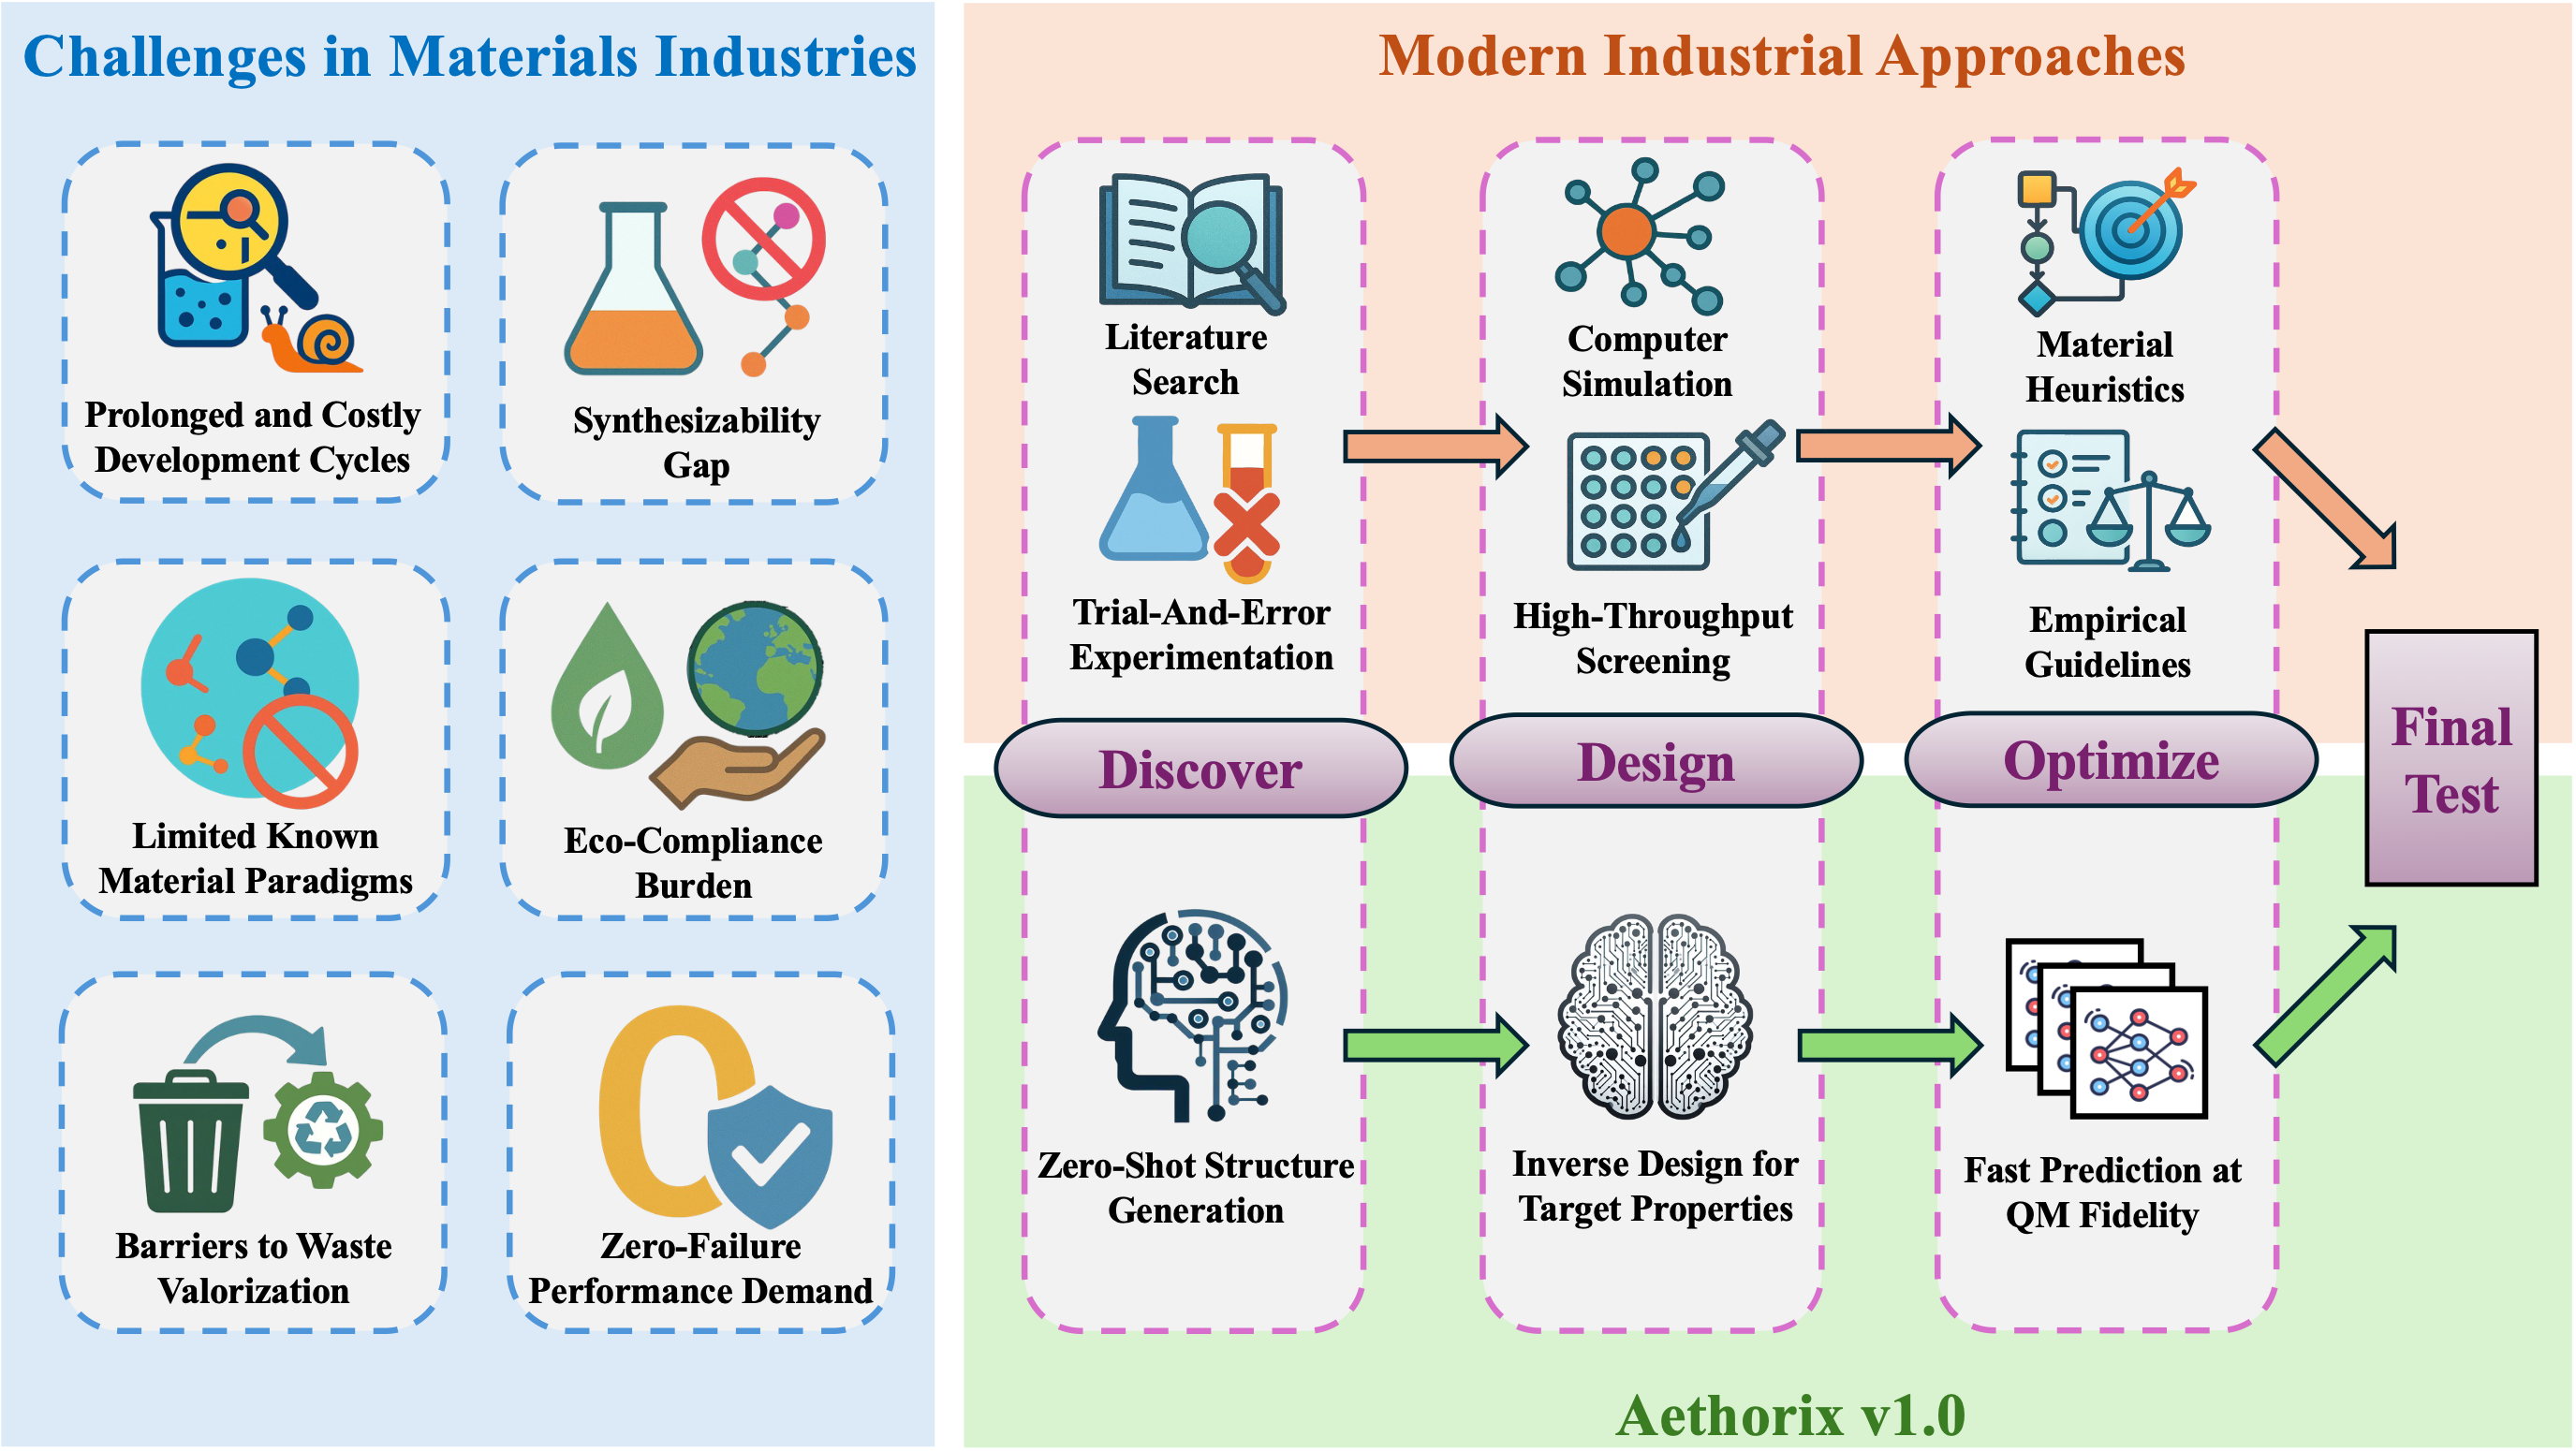 Challenges in Materials Industries
Prolonged and Costly
Development Cycles
Synthesizability
Gap
Limited Known
Material Paradigms
Eco-Compliance
Burden
Barriers to Waste
Valorization
Zero-Failure
Performance Demand
Modern Industrial Approaches
Literature
Search
Trial-And-Error
Experimentation
Computer
Simulation
High-Throughput
Screening
Material
Heuristics
Empirical
Guidelines
Discover
Design
Optimize
Final
Test
Zero-Shot Structure
Generation
Inverse Design for
Target Properties
Fast Prediction at
QM Fidelity
Aethorix v1.0